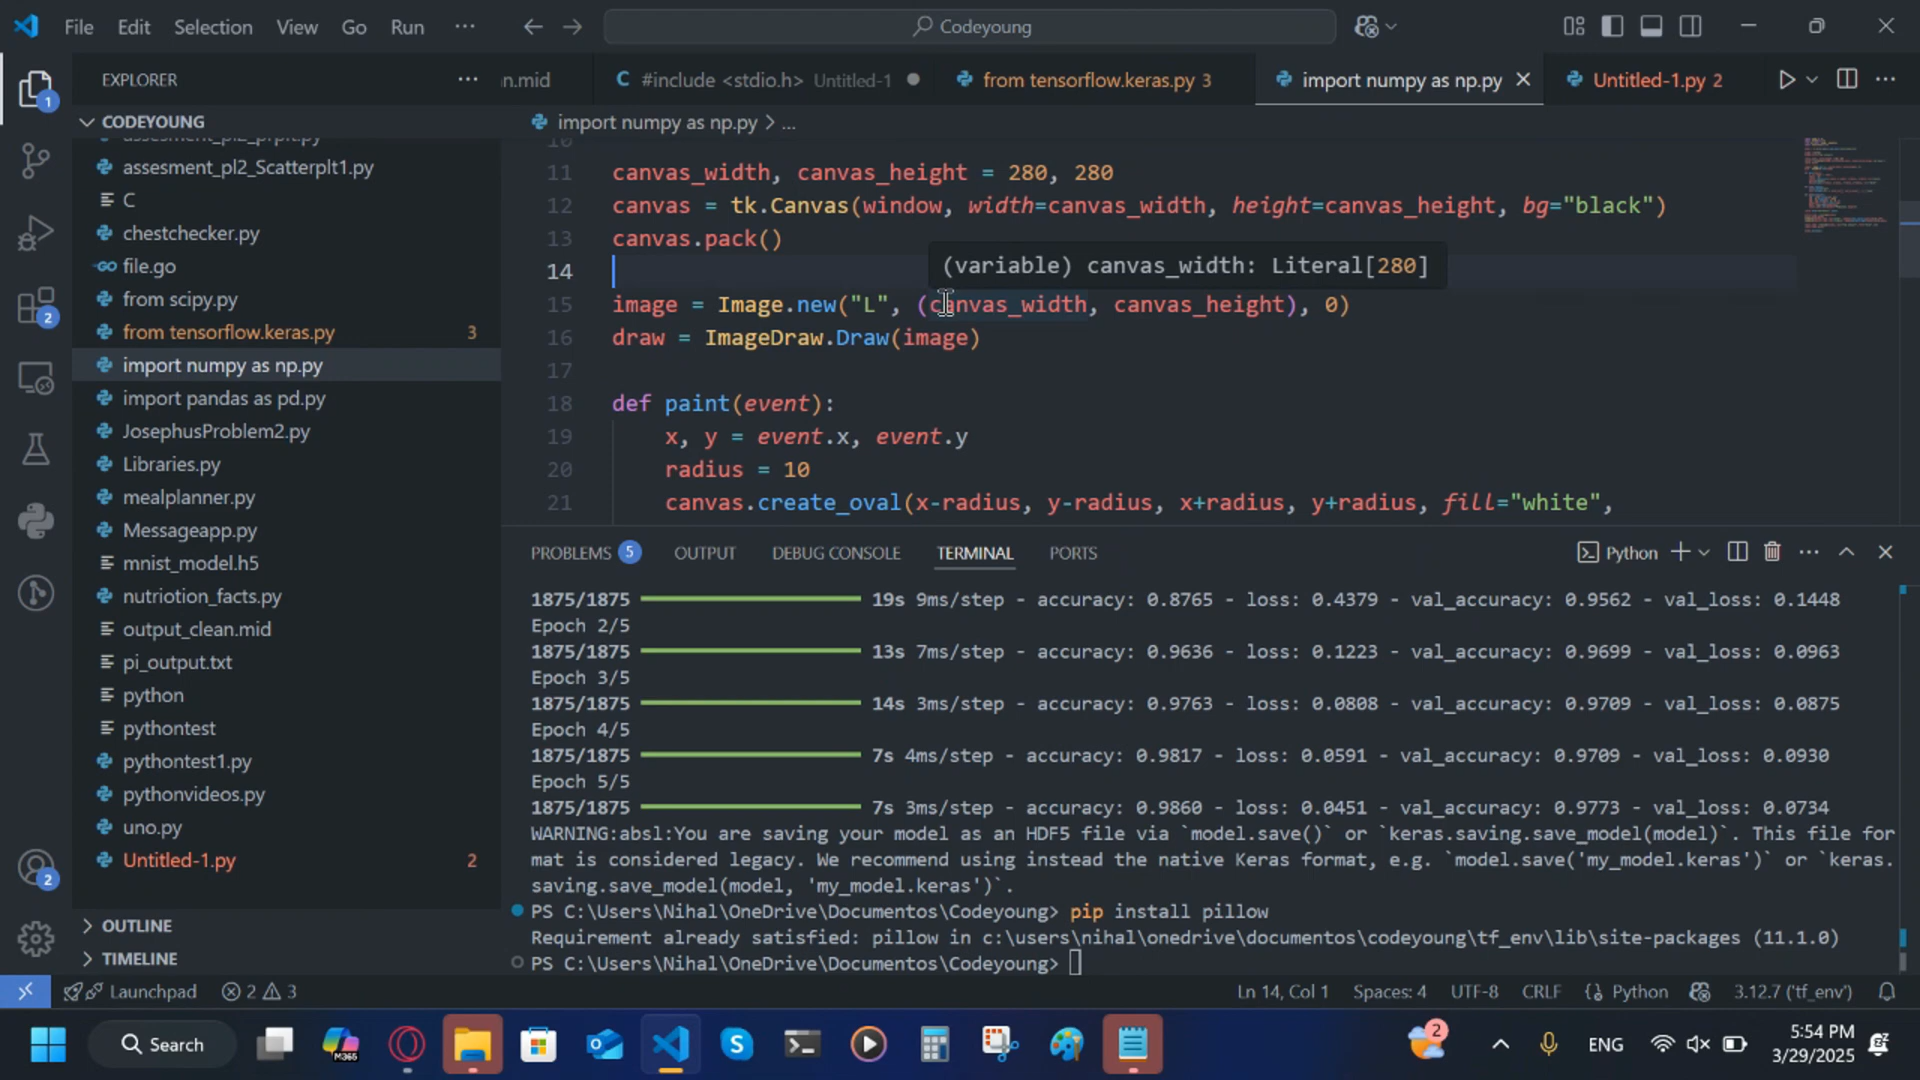 File Edit Selection View Go Run ··· Codeyoung
EXPLORER ···
n.mid
#include <stdio.h> Untitled-1
from tensorflow.keras.py 3
import numpy as np.py
Untitled-1.py 2
1
CODEYOUNG
import numpy as np.py > ...
assesment_pl2_Scatterplt1.py
C
chestchecker.py
file.go
from scipy.py
from tensorflow.keras.py 3
import numpy as np.py
import pandas as pd.py
JosephusProblem2.py
Libraries.py
mealplanner.py
Messageapp.py
mnist_model.h5
nutriotion_facts.py
output_clean.mid
pi_output.txt
python
pythontest
pythontest1.py
pythonvideos.py
uno.py
Untitled-1.py 2
OUTLINE
TIMELINE
2
2
10
11 canvas_width, canvas_height = 280, 280
12 canvas = tk.Canvas(window, width=canvas_width, height=canvas_height, bg="black")
13 canvas.pack()
14
(variable) canvas_width: Literal[280]
15 image = Image.new("L", (canvas_width, canvas_height), 0)
16 draw = ImageDraw.Draw(image)
17
18 def paint(event):
19 x, y = event.x, event.y
20 radius = 10
21 canvas.create_oval(x-radius, y-radius, x+radius, y+radius, fill="white",
PROBLEMS 5 OUTPUT DEBUG CONSOLE TERMINAL PORTS Python
1875/1875 19s 9ms/step - accuracy: 0.8765 - loss: 0.4379 - val_accuracy: 0.9562 - val_loss: 0.1448
Epoch 2/5
1875/1875 13s 7ms/step - accuracy: 0.9636 - loss: 0.1223 - val_accuracy: 0.9699 - val_loss: 0.0963
Epoch 3/5
1875/1875 14s 3ms/step - accuracy: 0.9763 - loss: 0.0808 - val_accuracy: 0.9709 - val_loss: 0.0875
Epoch 4/5
1875/1875 7s 4ms/step - accuracy: 0.9817 - loss: 0.0591 - val_accuracy: 0.9709 - val_loss: 0.0930
Epoch 5/5
1875/1875 7s 3ms/step - accuracy: 0.9860 - loss: 0.0451 - val_accuracy: 0.9773 - val_loss: 0.0734
WARNING:absl:You are saving your model as an HDF5 file via `model.save()` or `keras.saving.save_model(model)`. This file for
mat is considered legacy. We recommend using instead the native Keras format, e.g. `model.save('my_model.keras')` or `keras.
saving.save_model(model, 'my_model.keras')`.
PS C:\Users\Nihal\OneDrive\Documentos\Codeyoung> pip install pillow
Requirement already satisfied: pillow in c:\users\nihal\onedrive\documentos\codeyoung\tf_env\lib\site-packages (11.1.0)
PS C:\Users\Nihal\OneDrive\Documentos\Codeyoung>
Launchpad 2 3 Ln 14, Col 1 Spaces: 4 UTF-8 CRLF Python 3.12.7 ('tf_env')
Search M365 2 ENG 5:54 PM
3/29/2025